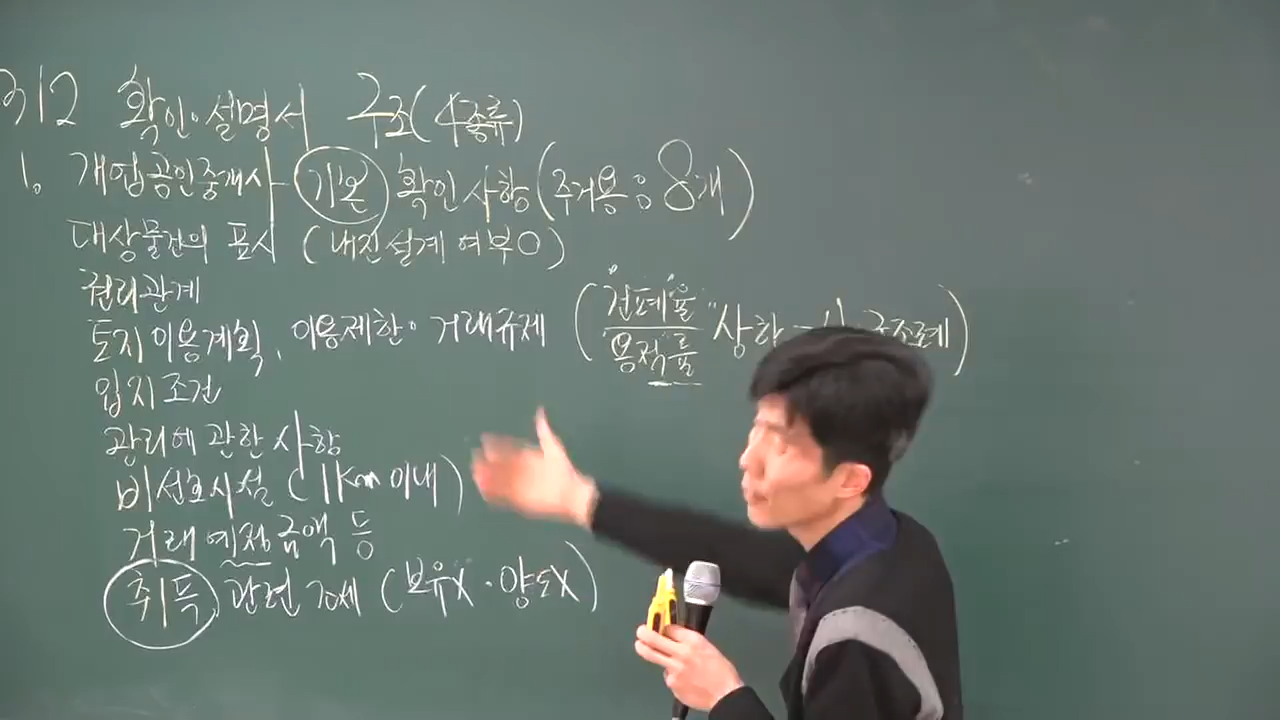 312 확인·설명서 구조(4종류)
1. 개업공인중개사 기본 확인사항(주거용 : 8개)
대상물건의 표시 (내진설계 여부O)
권리관계
토지이용계획, 이용제한·거래규제 (건폐율 용적률 "상한 조례)
입지조건
관리에 관한 사항
비선호시설 (1km 이내)
거래예정금액 등
취득 관련 조세 (보유X·양도X)